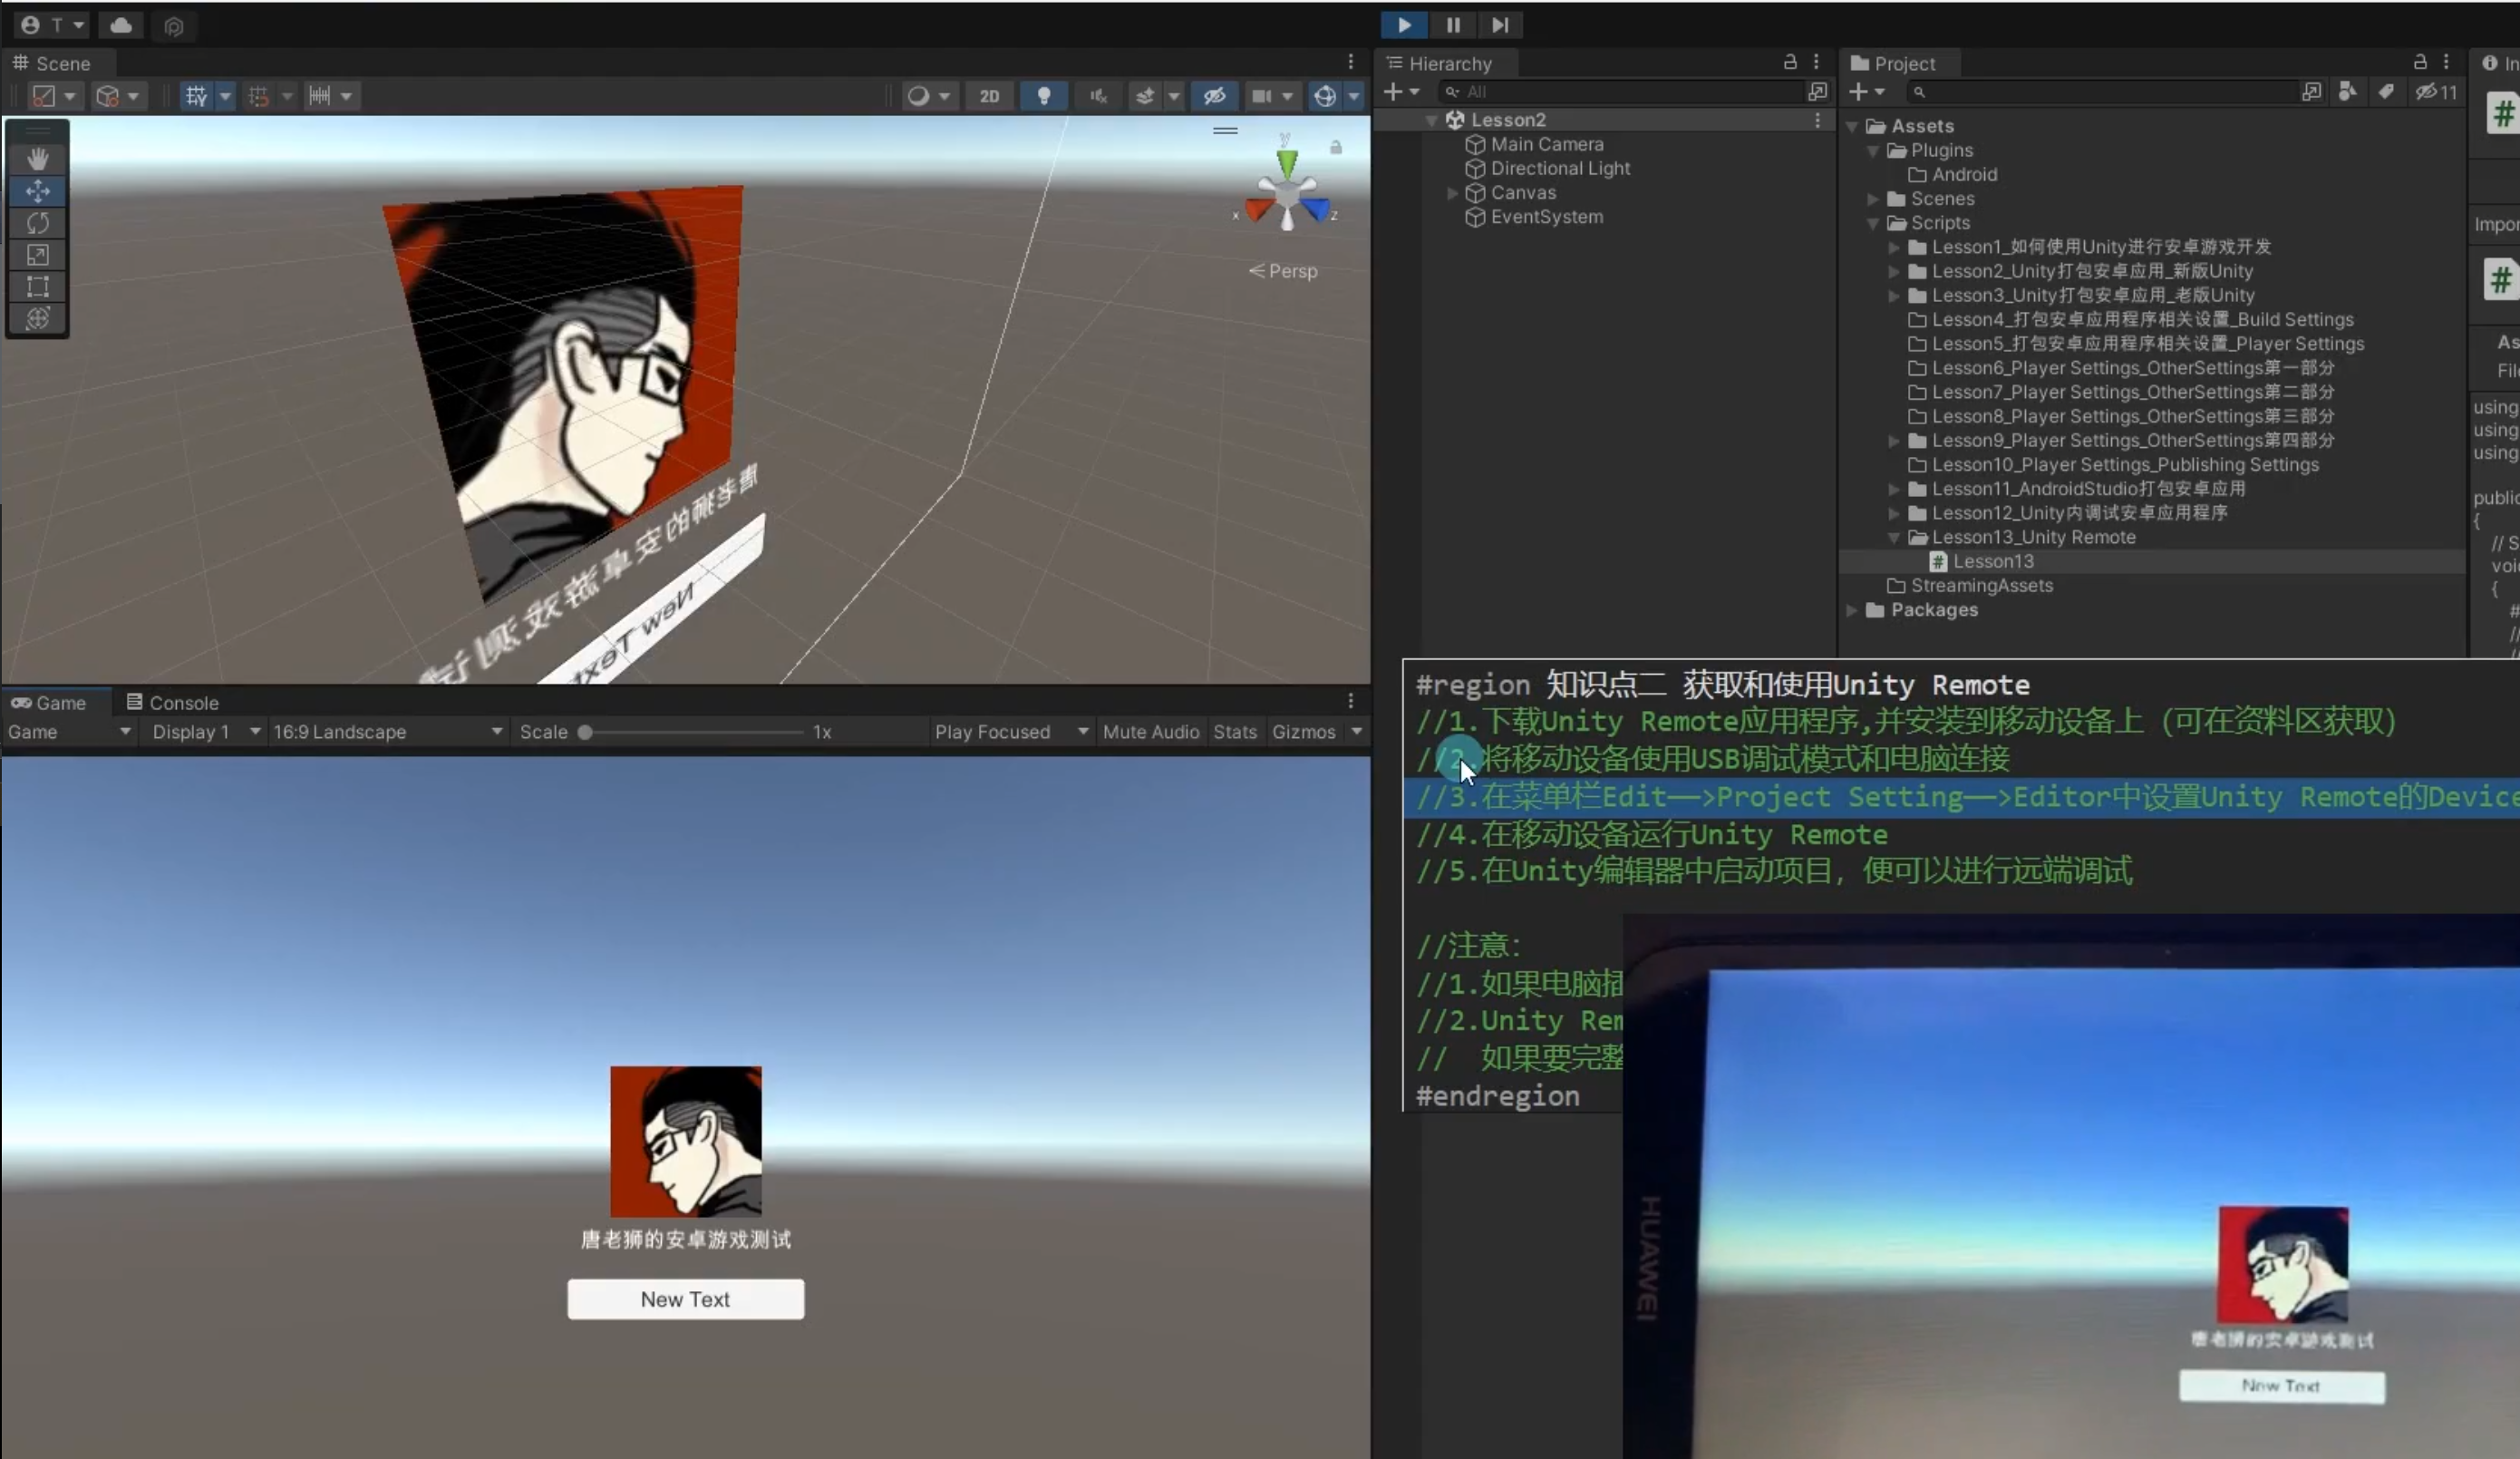 T
Scene
2D
y
x
z
Persp
Hierarchy
All
Lesson2
Main Camera
Directional Light
Canvas
EventSystem
Project
11
Assets
Plugins
Android
Scenes
Scripts
Lesson1_如何使用Unity进行安卓游戏开发
Lesson2_Unity打包安卓应用_新版Unity
Lesson3_Unity打包安卓应用_老版Unity
Lesson4_打包安卓应用程序相关设置_Build Settings
Lesson5_打包安卓应用程序相关设置_Player Settings
Lesson6_Player Settings_OtherSettings第一部分
Lesson7_Player Settings_OtherSettings第二部分
Lesson8_Player Settings_OtherSettings第三部分
Lesson9_Player Settings_OtherSettings第四部分
Lesson10_Player Settings_Publishing Settings
Lesson11_AndroidStudio打包安卓应用
Lesson12_Unity内调试安卓应用程序
Lesson13_Unity Remote
Lesson13
StreamingAssets
Packages
In
Impor
As
File
using
using
using
public
{
// S
void
{
#
//
New Text
Game
Console
Game
Display 1
16:9 Landscape
Scale
1x
Play Focused
Mute Audio
Stats
Gizmos
唐老狮的安卓游戏测试
New Text
#region 知识点二 获取和使用Unity Remote
//1.下载Unity Remote应用程序,并安装到移动设备上（可在资料区获取）
//2.将移动设备使用USB调试模式和电脑连接
//3.在菜单栏Edit——>Project Setting——>Editor中设置Unity Remote的Device
//4.在移动设备运行Unity Remote
//5.在Unity编辑器中启动项目，便可以进行远端调试
//注意：
//1.如果电脑插
//2.Unity Rem
// 如果要完整
#endregion
HUAWEI
唐老狮的安卓游戏测试
New Text